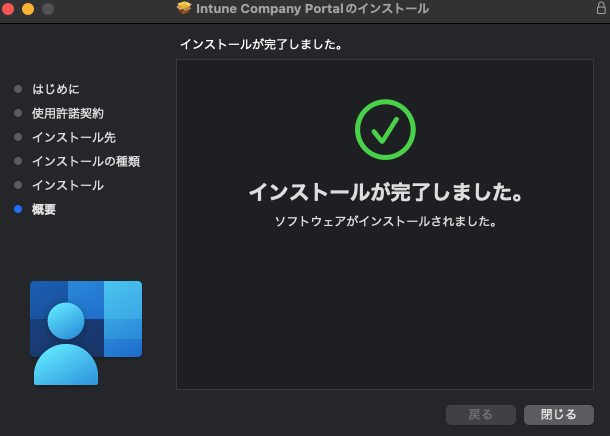 Intune Company Portalのインストール
インストールが完了しました。
はじめに
使用許諾契約
インストール先
インストールの種類
インストール
概要
インストールが完了しました。
ソフトウェアがインストールされました。
戻る
閉じる